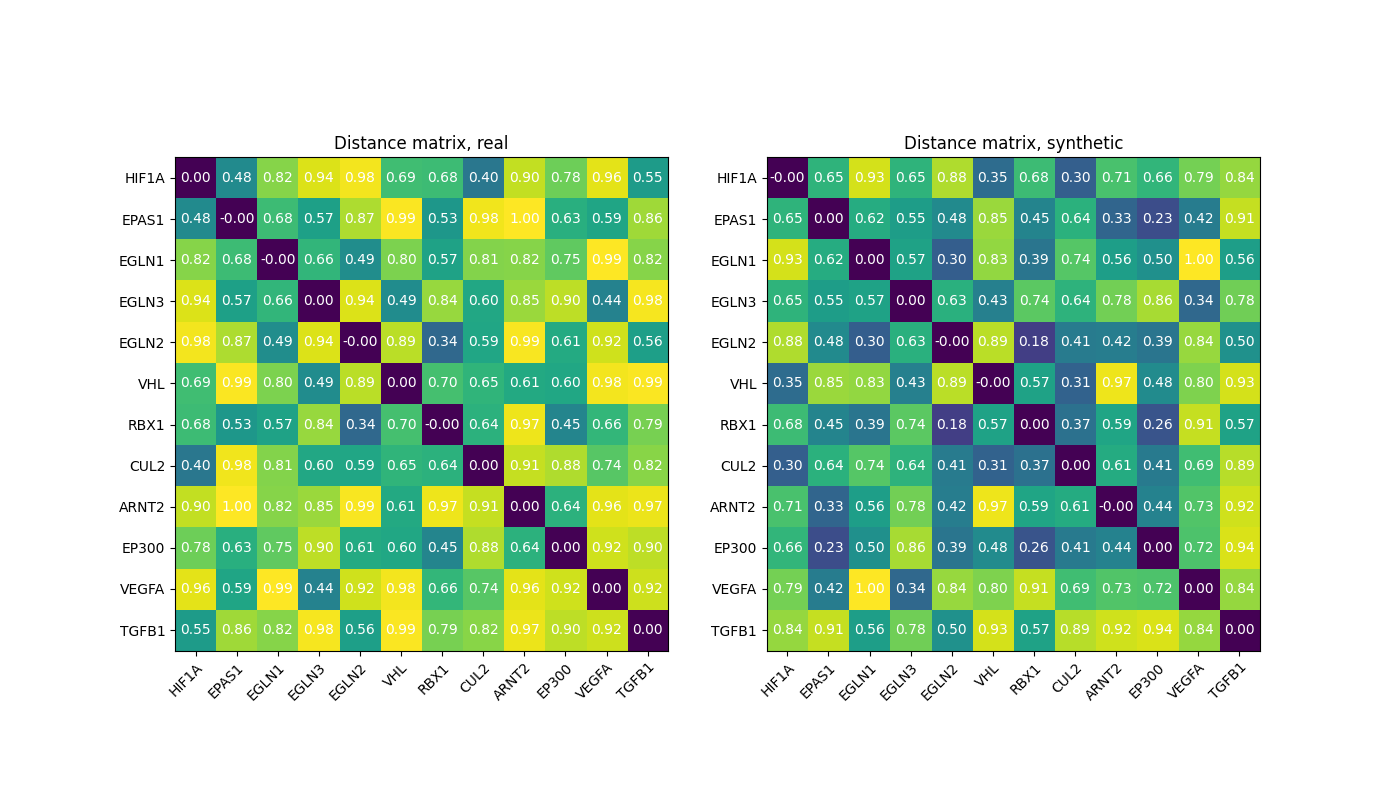 Distance matrix, real
HIF1A 0.00 0.48 0.82 0.94 0.98 0.69 0.68 0.40 0.90 0.78 0.96 0.55
EPAS1 0.48 -0.00 0.68 0.57 0.87 0.99 0.53 0.98 1.00 0.63 0.59 0.86
EGLN1 0.82 0.68 -0.00 0.66 0.49 0.80 0.57 0.81 0.82 0.75 0.99 0.82
EGLN3 0.94 0.57 0.66 0.00 0.94 0.49 0.84 0.60 0.85 0.90 0.44 0.98
EGLN2 0.98 0.87 0.49 0.94 -0.00 0.89 0.34 0.59 0.99 0.61 0.92 0.56
VHL 0.69 0.99 0.80 0.49 0.89 0.00 0.70 0.65 0.61 0.60 0.98 0.99
RBX1 0.68 0.53 0.57 0.84 0.34 0.70 -0.00 0.64 0.97 0.45 0.66 0.79
CUL2 0.40 0.98 0.81 0.60 0.59 0.65 0.64 0.00 0.91 0.88 0.74 0.82
ARNT2 0.90 1.00 0.82 0.85 0.99 0.61 0.97 0.91 0.00 0.64 0.96 0.97
EP300 0.78 0.63 0.75 0.90 0.61 0.60 0.45 0.88 0.64 0.00 0.92 0.90
VEGFA 0.96 0.59 0.99 0.44 0.92 0.98 0.66 0.74 0.96 0.92 0.00 0.92
TGFB1 0.55 0.86 0.82 0.98 0.56 0.99 0.79 0.82 0.97 0.90 0.92 0.00
HIF1A EPAS1 EGLN1 EGLN3 EGLN2 VHL RBX1 CUL2 ARNT2 EP300 VEGFA TGFB1
Distance matrix, synthetic
HIF1A -0.00 0.65 0.93 0.65 0.88 0.35 0.68 0.30 0.71 0.66 0.79 0.84
EPAS1 0.65 0.00 0.62 0.55 0.48 0.85 0.45 0.64 0.33 0.23 0.42 0.91
EGLN1 0.93 0.62 0.00 0.57 0.30 0.83 0.39 0.74 0.56 0.50 1.00 0.56
EGLN3 0.65 0.55 0.57 0.00 0.63 0.43 0.74 0.64 0.78 0.86 0.34 0.78
EGLN2 0.88 0.48 0.30 0.63 -0.00 0.89 0.18 0.41 0.42 0.39 0.84 0.50
VHL 0.35 0.85 0.83 0.43 0.89 -0.00 0.57 0.31 0.97 0.48 0.80 0.93
RBX1 0.68 0.45 0.39 0.74 0.18 0.57 0.00 0.37 0.59 0.26 0.91 0.57
CUL2 0.30 0.64 0.74 0.64 0.41 0.31 0.37 0.00 0.61 0.41 0.69 0.89
ARNT2 0.71 0.33 0.56 0.78 0.42 0.97 0.59 0.61 -0.00 0.44 0.73 0.92
EP300 0.66 0.23 0.50 0.86 0.39 0.48 0.26 0.41 0.44 0.00 0.72 0.94
VEGFA 0.79 0.42 1.00 0.34 0.84 0.80 0.91 0.69 0.73 0.72 0.00 0.84
TGFB1 0.84 0.91 0.56 0.78 0.50 0.93 0.57 0.89 0.92 0.94 0.84 0.00
HIF1A EPAS1 EGLN1 EGLN3 EGLN2 VHL RBX1 CUL2 ARNT2 EP300 VEGFA TGFB1